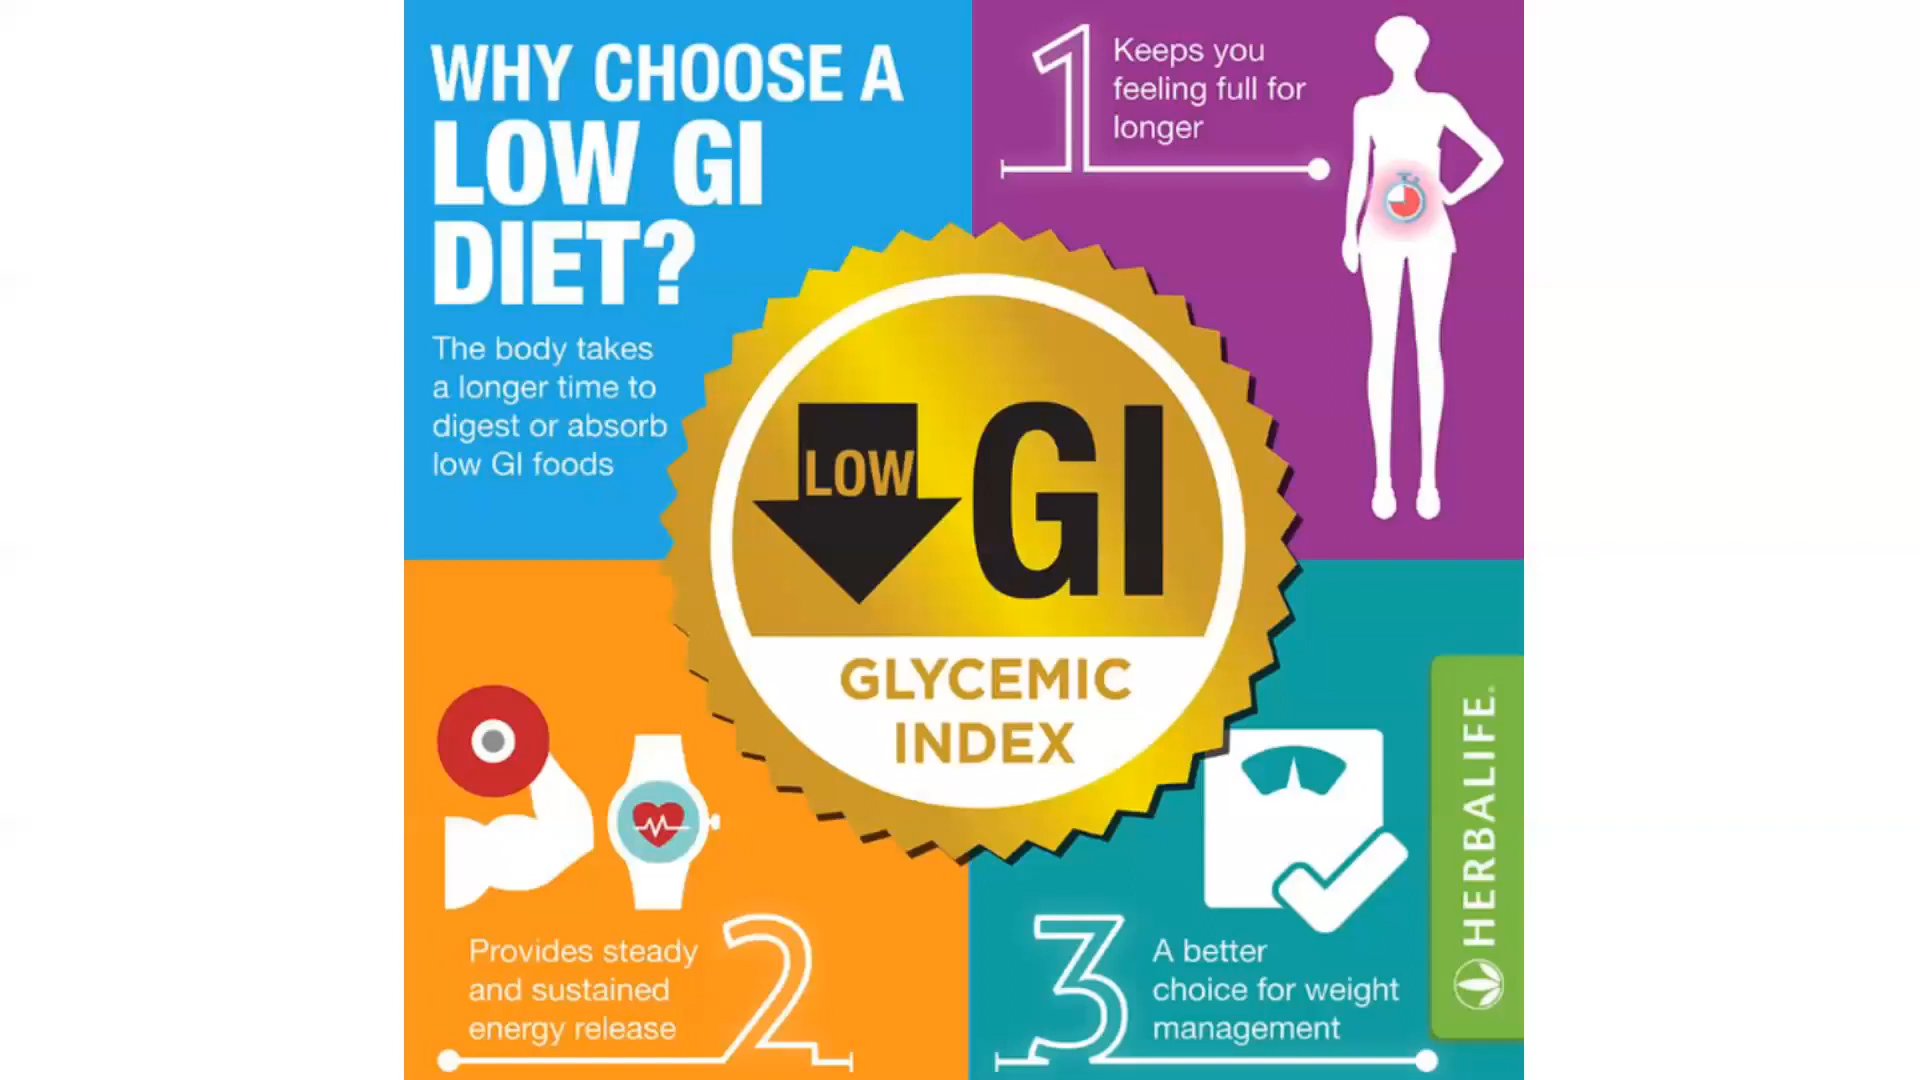 WHY CHOOSE A
LOW GI
DIET?
The body takes
a longer time to
digest or absorb
low GI foods
1
Keeps you
feeling full for
longer
LOW
GI
GLYCEMIC
INDEX
2
Provides steady
and sustained
energy release
3
A better
choice for weight
management
HERBALIFE.